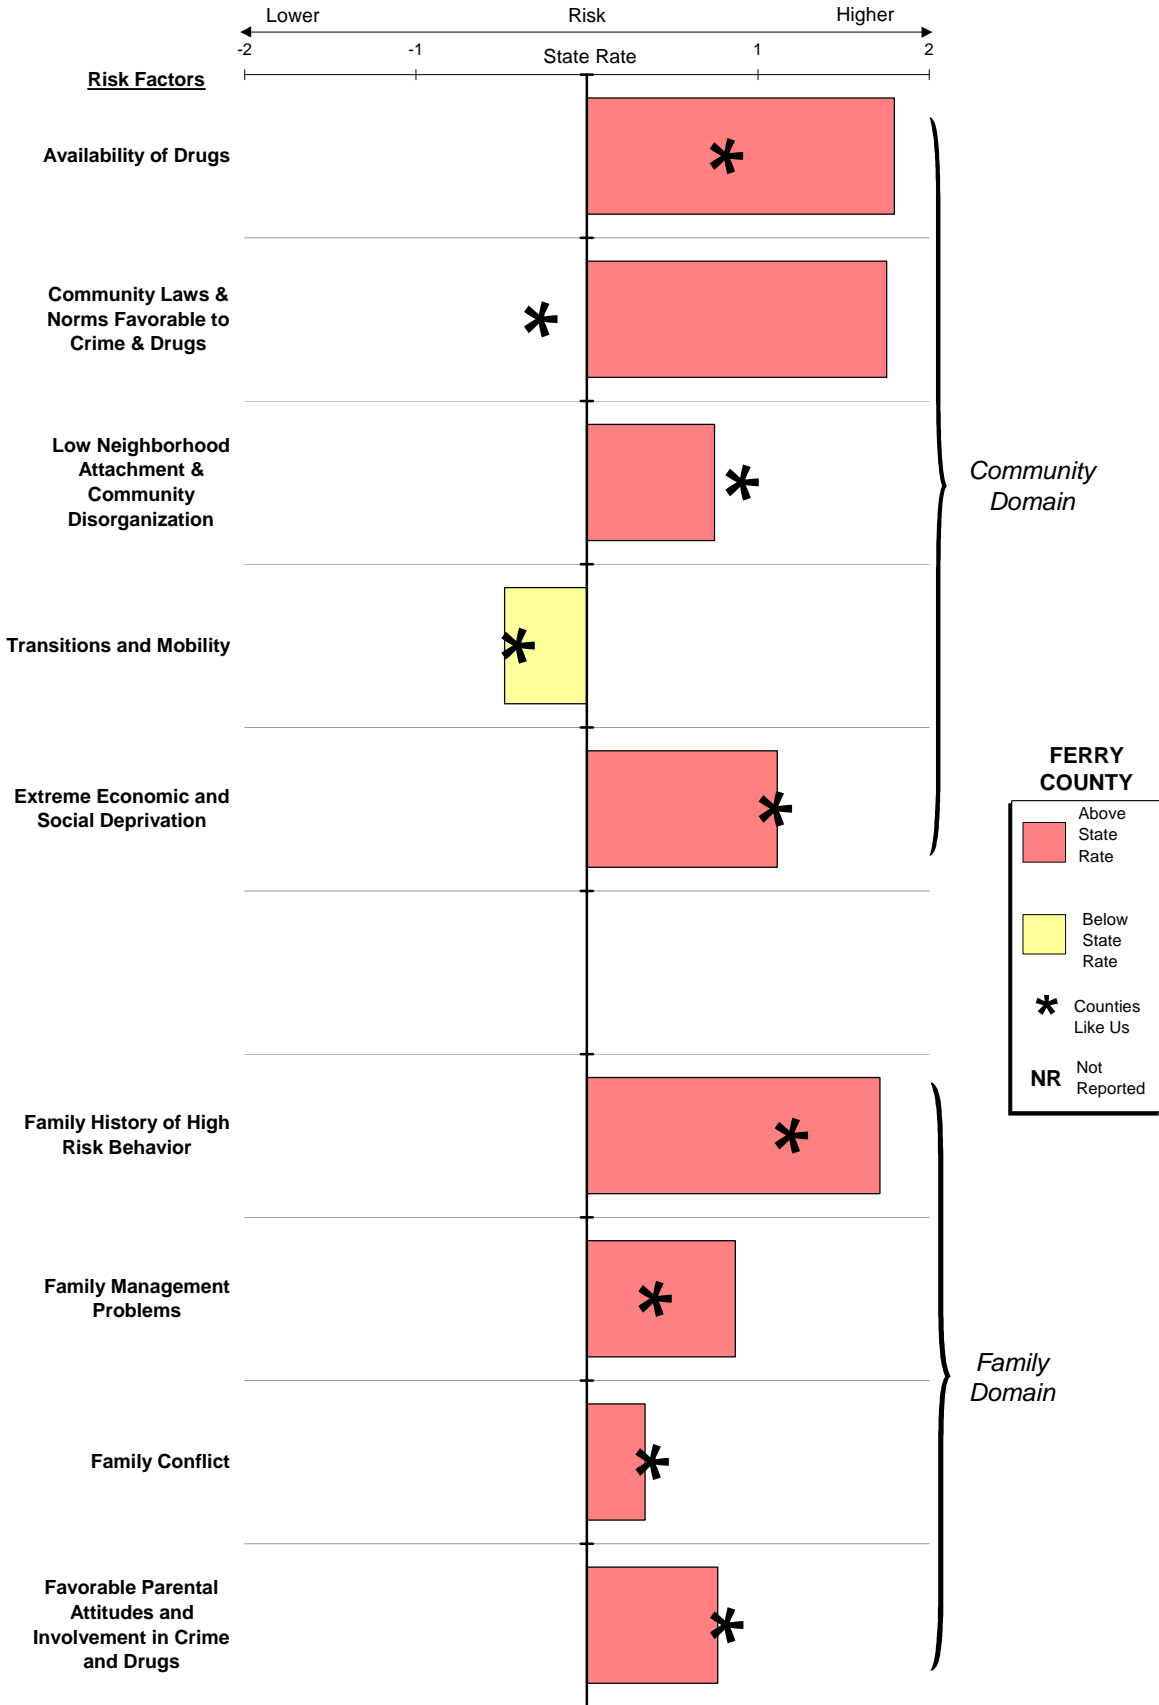 Lower Risk Higher
-2 -1 State Rate 1 2
Risk Factors
Availability of Drugs
*
Community Laws &
Norms Favorable to
Crime & Drugs
*
Low Neighborhood
Attachment &
Community
Disorganization
*
Community
Domain
Transitions and Mobility
*
Extreme Economic and
Social Deprivation
*
Family History of High
Risk Behavior
*
Family Management
Problems
*
Family Conflict
*
Favorable Parental
Attitudes and
Involvement in Crime
and Drugs
*
Family
Domain
FERRY
COUNTY
Above
State
Rate
Below
State
Rate
* Counties
Like Us
NR Not
Reported